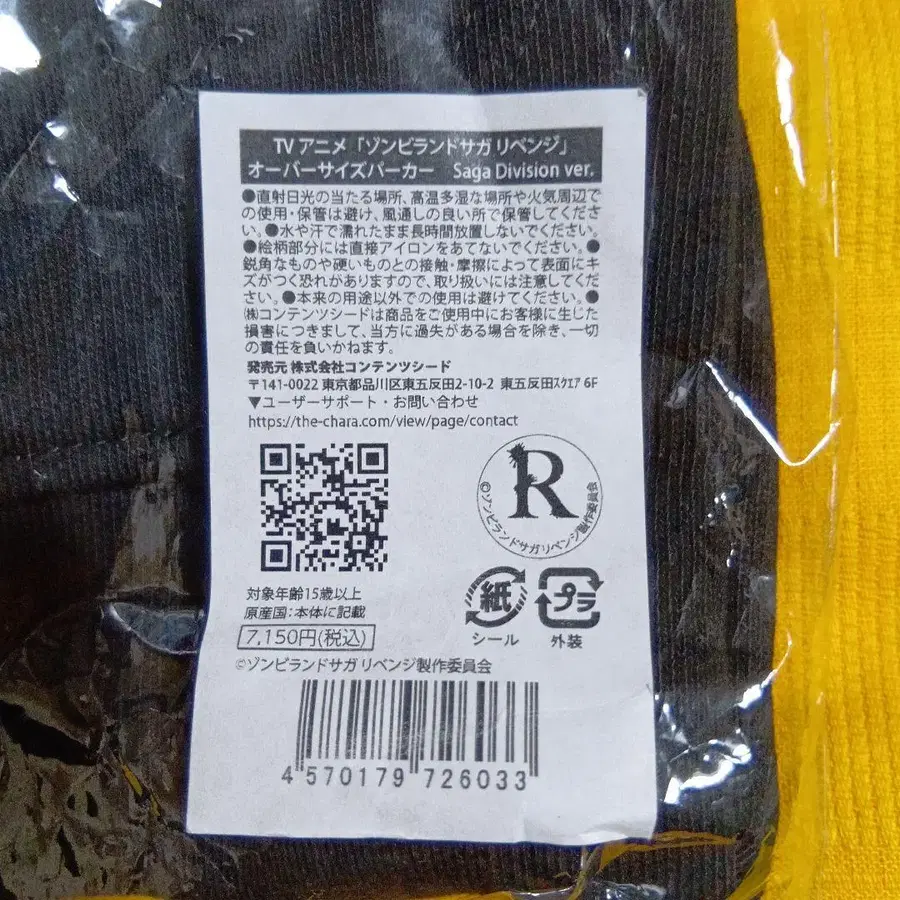 TV アニメ「ゾンビランドサガ リベンジ」
オーバーサイズパーカー Saga Division ver.
●直射日光の当たる場所、高温多湿な場所や火気周辺で
の使用・保管は避け、風通しの良い所で保管してくださ
い。●水や汗で濡れたまま長時間放置しないでください。
●絵柄部分には直接アイロンをあてないでください。●
鋭角なものや硬いものとの接触・摩擦によって表面にキ
ズがつく恐れがありますので、取り扱いには注意してくだ
さい。●本来の用途以外での使用は避けてください。●
㈱コンテンツシードは商品をご使用中にお客様に生じた
損害につきまして、当方に過失がある場合を除き、一切
の責任を負いかねます。
発売元 株式会社コンテンツシード
〒141-0022 東京都品川区東五反田2-10-2 東五反田ｽｸｴｱ 6F
▼ユーザーサポート・お問い合わせ
https://the-chara.com/view/page/contact
R
©ゾンビランドサガリベンジ製作委員会
対象年齢15歳以上
原産国：本体に記載
7,150円(税込)
紙
シール
プラ
外装
©ゾンビランドサガ リベンジ製作委員会
4 570179 726033